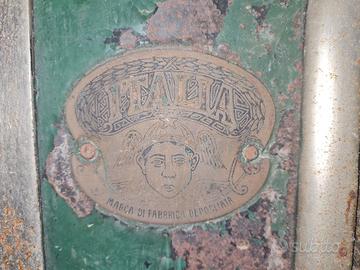 ITALIA
MARCA DI FABBRICA DEPOSITATA
subito